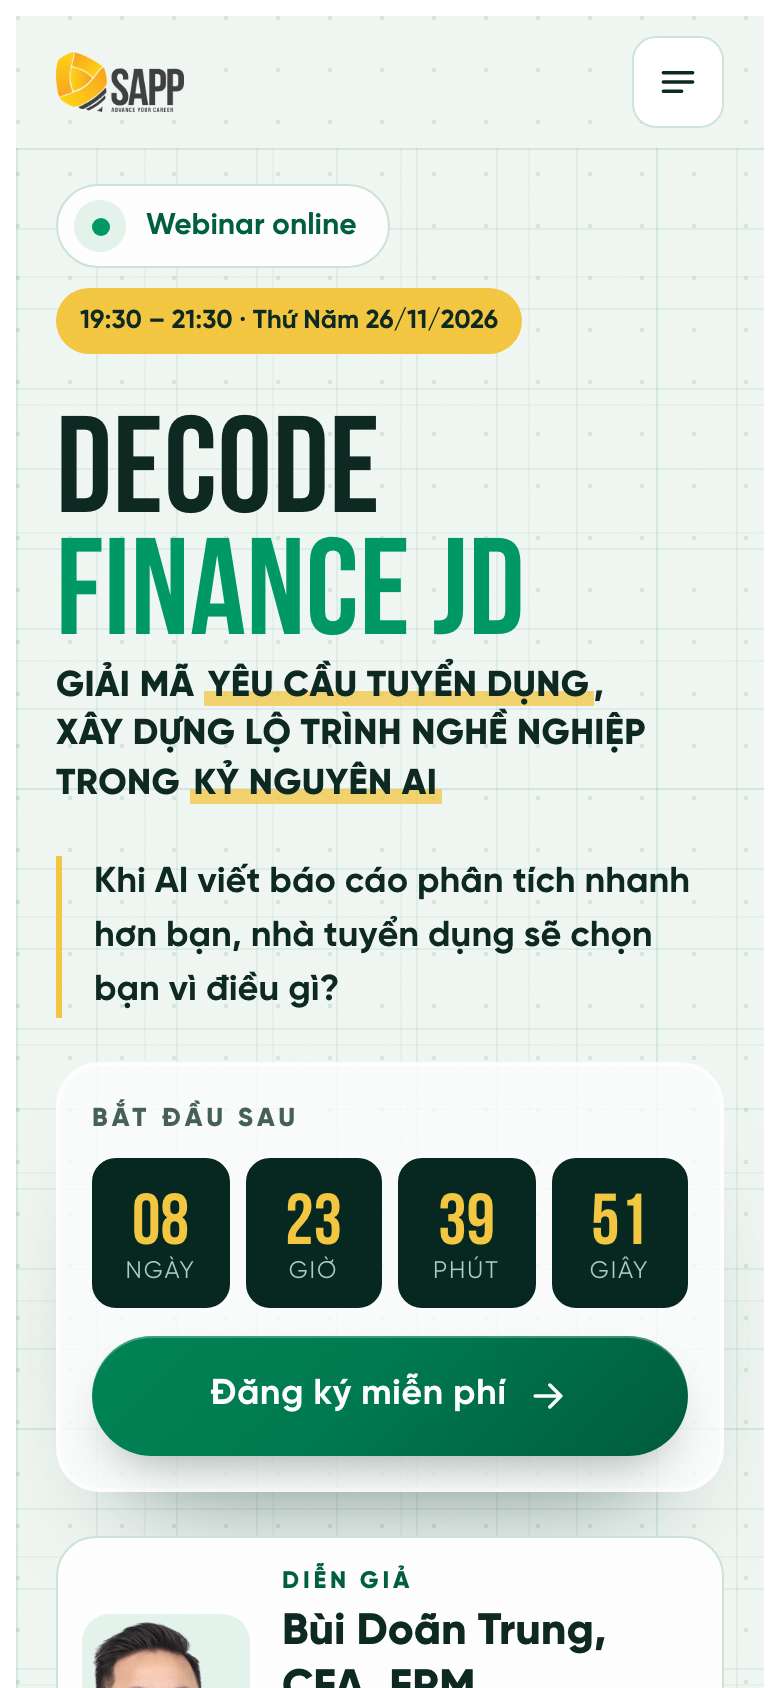 SAPP
ADVANCE YOUR CAREER
Webinar online
19:30 – 21:30 · Thứ Năm 26/11/2026
DECODE
FINANCE JD
GIẢI MÃ YÊU CẦU TUYỂN DỤNG,
XÂY DỰNG LỘ TRÌNH NGHỀ NGHIỆP
TRONG KỶ NGUYÊN AI
Khi AI viết báo cáo phân tích nhanh
hơn bạn, nhà tuyển dụng sẽ chọn
bạn vì điều gì?
BẮT ĐẦU SAU
08 23 39 51
NGÀY GIỜ PHÚT GIÂY
Đăng ký miễn phí →
DIỄN GIẢ
Bùi Doãn Trung,
CFA, FRM